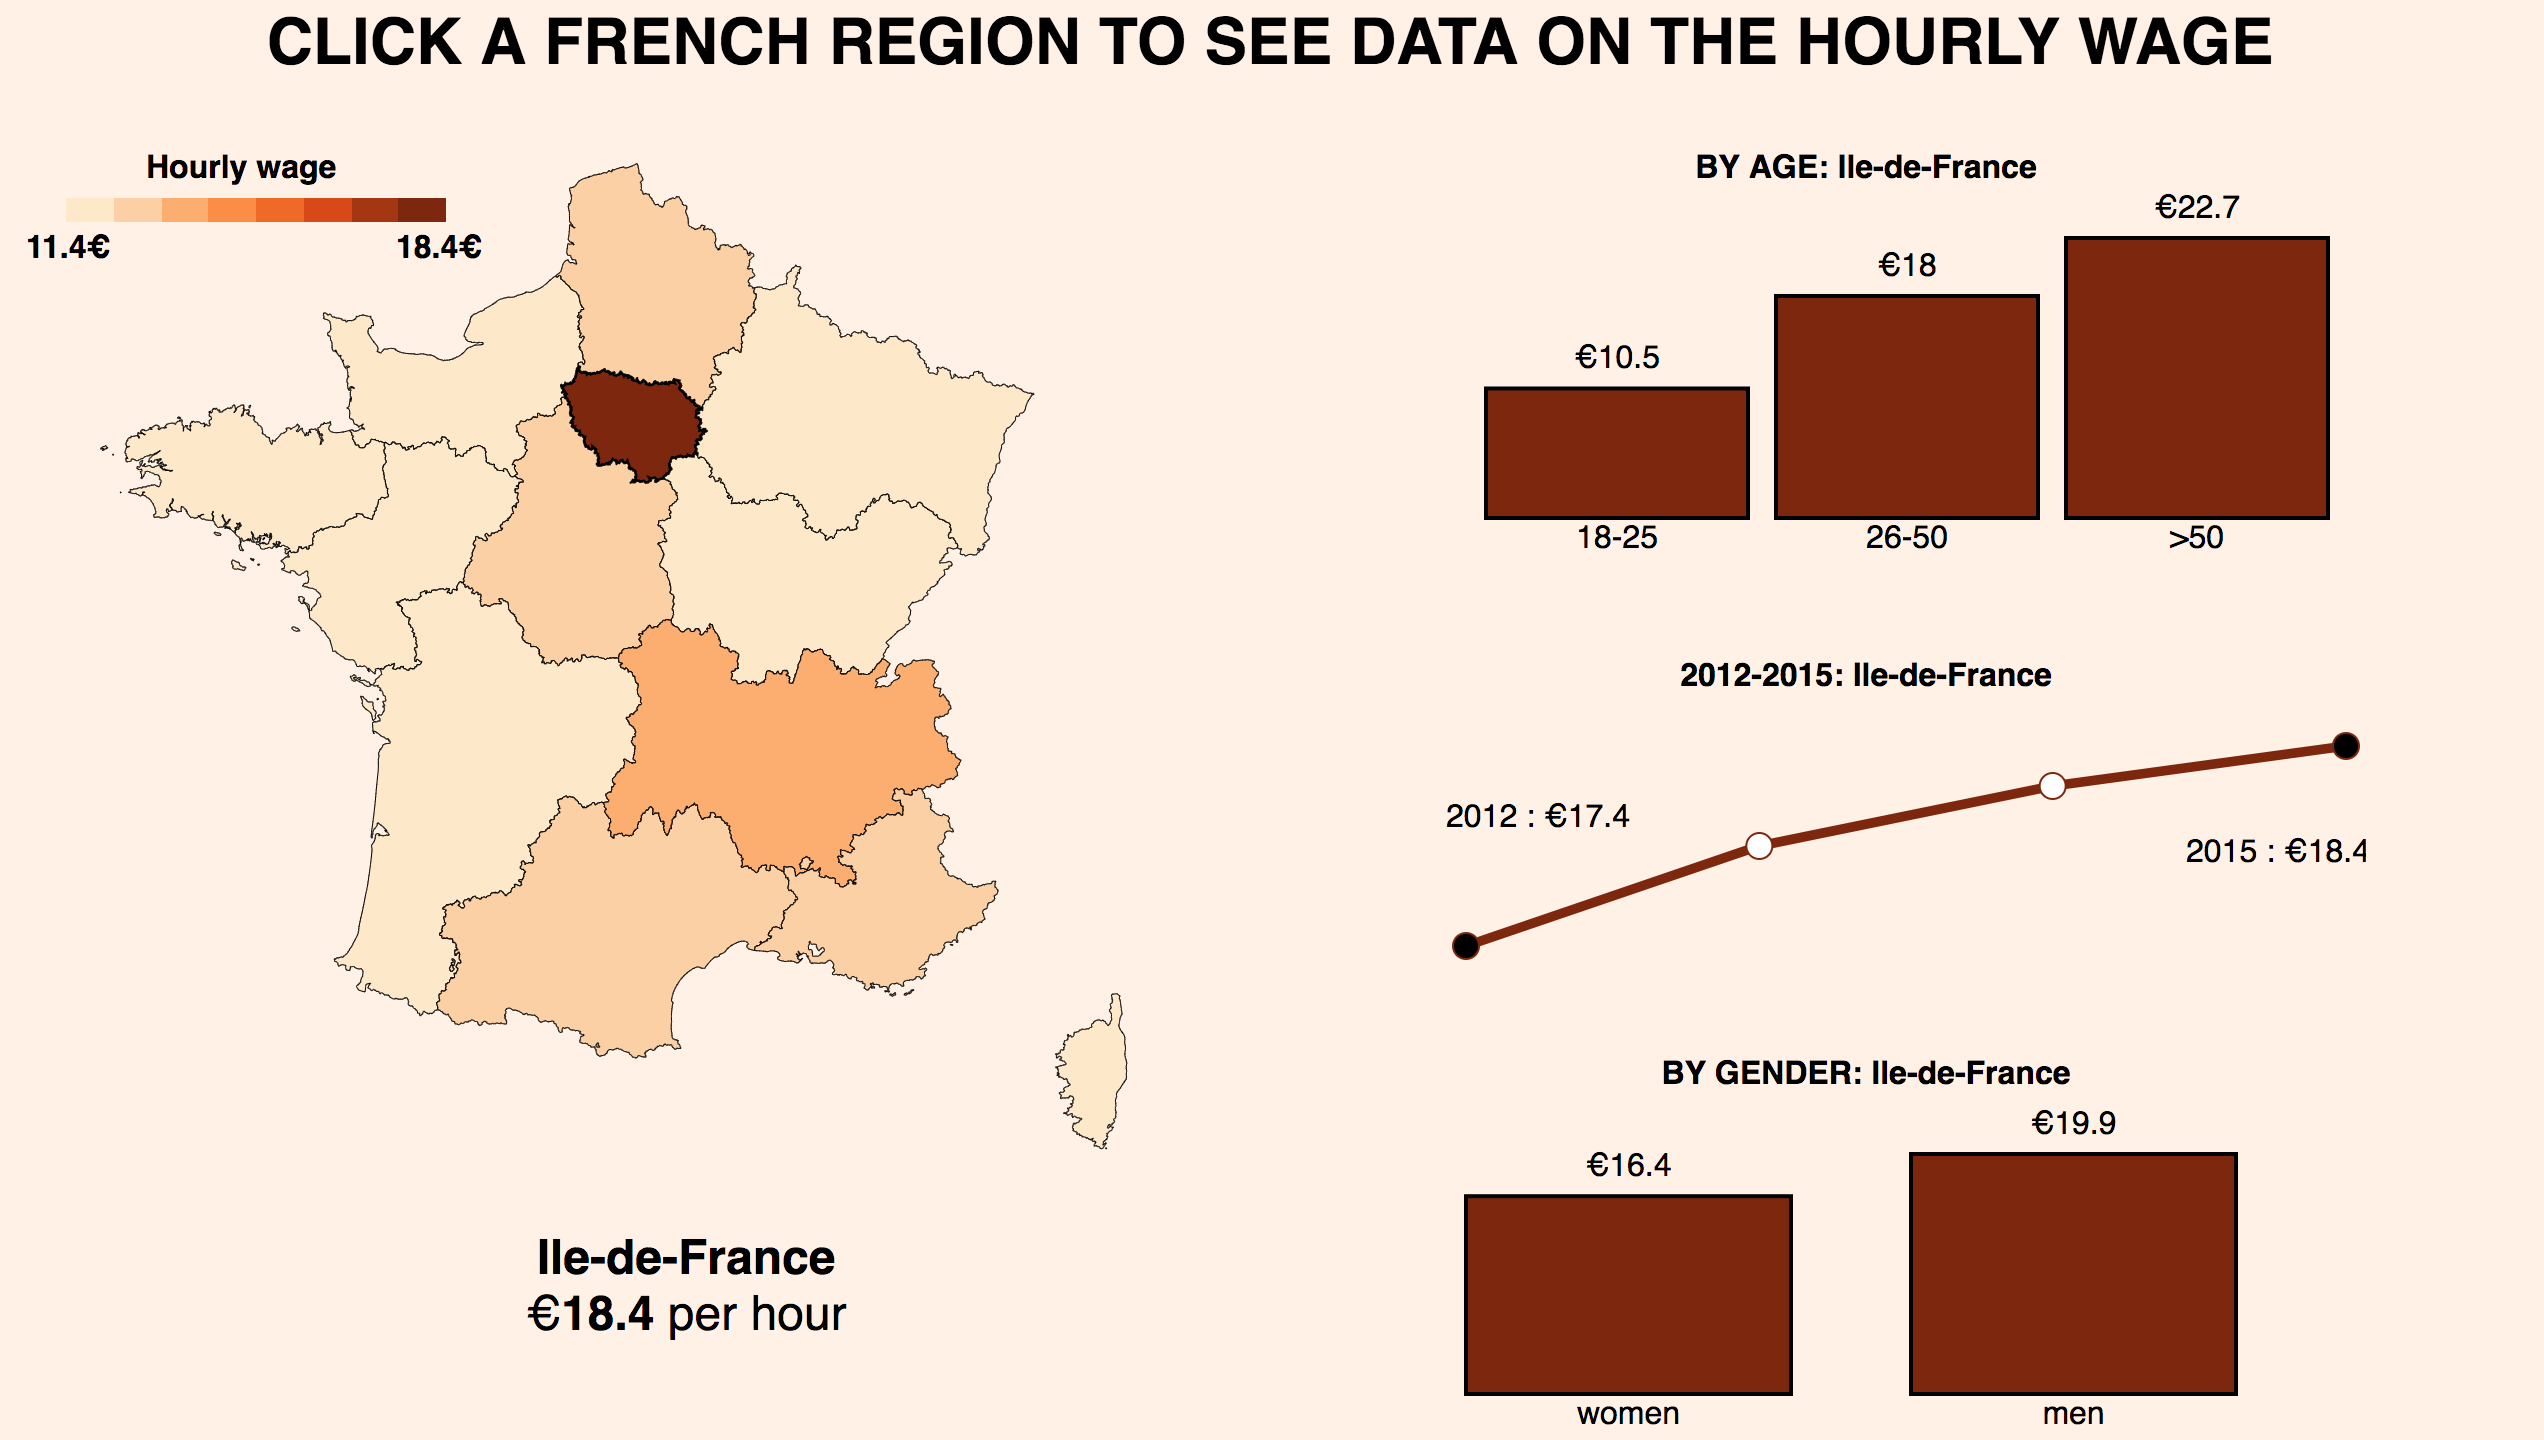 CLICK A FRENCH REGION TO SEE DATA ON THE HOURLY WAGE
Hourly wage
11.4€ 18.4€
Ile-de-France
€18.4 per hour
BY AGE: Ile-de-France
€10.5 €18 €22.7
18-25 26-50 >50
2012-2015: Ile-de-France
2012 : €17.4
2015 : €18.4
BY GENDER: Ile-de-France
€16.4 €19.9
women men